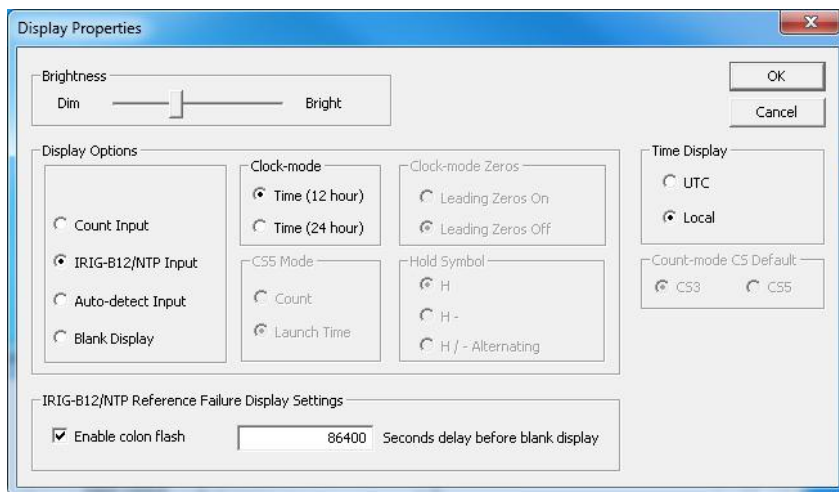 Display Properties
x
Brightness
Dim Bright
OK
Cancel
Display Options
Count Input
IRIG-B12/NTP Input
Auto-detect Input
Blank Display
Clock-mode
Time (12 hour)
Time (24 hour)
Clock-mode Zeros
Leading Zeros On
Leading Zeros Off
CS5 Mode
Count
Launch Time
Hold Symbol
H
H -
H / - Alternating
Time Display
UTC
Local
Count-mode CS Default
CS3 CS5
IRIG-B12/NTP Reference Failure Display Settings
Enable colon flash 86400 Seconds delay before blank display